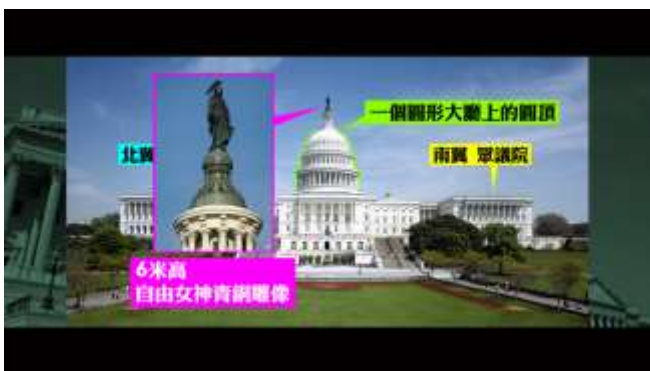 一個圓形大廳上的圓頂
北翼
南翼 眾議院
6米高
自由女神青銅雕像